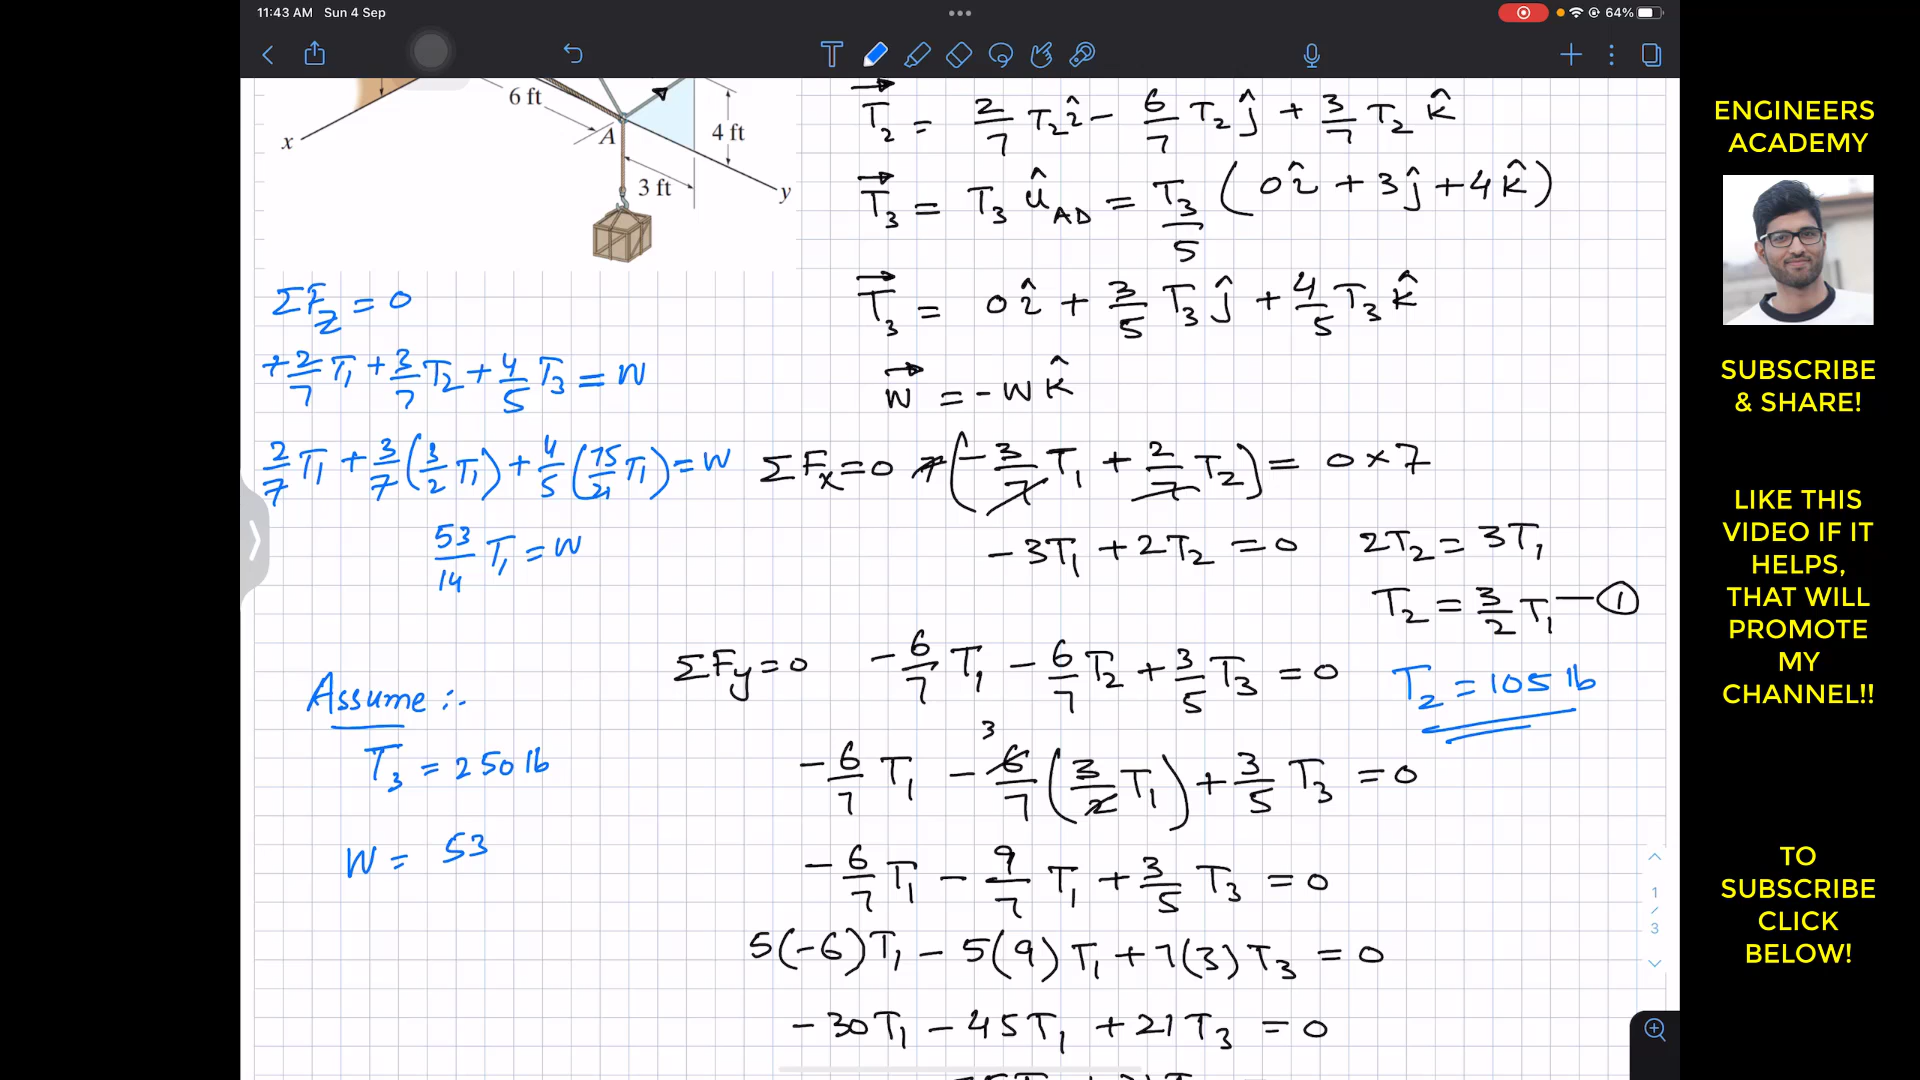 11:43 AM Sun 4 Sep
64%
6 ft
A
4 ft
3 ft
x
y
ΣF_z = 0
+2/7 T₁ + 3/7 T₂ + 4/5 T₃ = W
2/7 T₁ + 3/7 (3/2 T₁) + 4/5 (75/21 T₁) = W
53/14 T₁ = W
Assume :-
T₃ = 250 lb
W = 53
T₂ = 2/7 T₂ î - 6/7 T₂ ĵ + 3/7 T₂ k̂
T₃ = T₃ û_AD = T₃/5 (0î + 3ĵ + 4k̂)
T₃ = 0î + 3/5 T₃ ĵ + 4/5 T₃ k̂
W = -W k̂
ΣF_x = 0 7(-3/7 T₁ + 2/7 T₂) = 0 × 7
-3T₁ + 2T₂ = 0 2T₂ = 3T₁
T₂ = 3/2 T₁ — ①
ΣF_y = 0 -6/7 T₁ - 6/7 T₂ + 3/5 T₃ = 0
T₂ = 105 lb
3
-6/7 T₁ - 6/7 (3/2 T₁) + 3/5 T₃ = 0
-6/7 T₁ - 9/7 T₁ + 3/5 T₃ = 0
5(-6)T₁ - 5(9)T₁ + 7(3)T₃ = 0
-30T₁ - 45T₁ + 21T₃ = 0
1
/
3
ENGINEERS
ACADEMY
SUBSCRIBE
& SHARE!
LIKE THIS
VIDEO IF IT
HELPS,
THAT WILL
PROMOTE
MY
CHANNEL!!
TO
SUBSCRIBE
CLICK
BELOW!